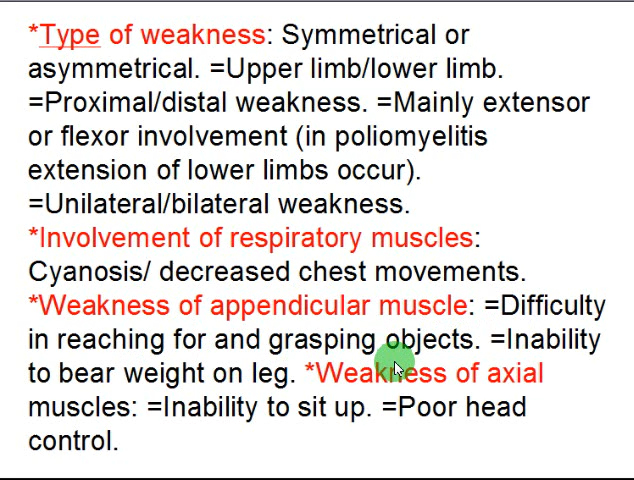 *Type of weakness: Symmetrical or
asymmetrical. =Upper limb/lower limb.
=Proximal/distal weakness. =Mainly extensor
or flexor involvement (in poliomyelitis
extension of lower limbs occur).
=Unilateral/bilateral weakness.
*Involvement of respiratory muscles:
Cyanosis/ decreased chest movements.
*Weakness of appendicular muscle: =Difficulty
in reaching for and grasping objects. =Inability
to bear weight on leg. *Weakness of axial
muscles: =Inability to sit up. =Poor head
control.